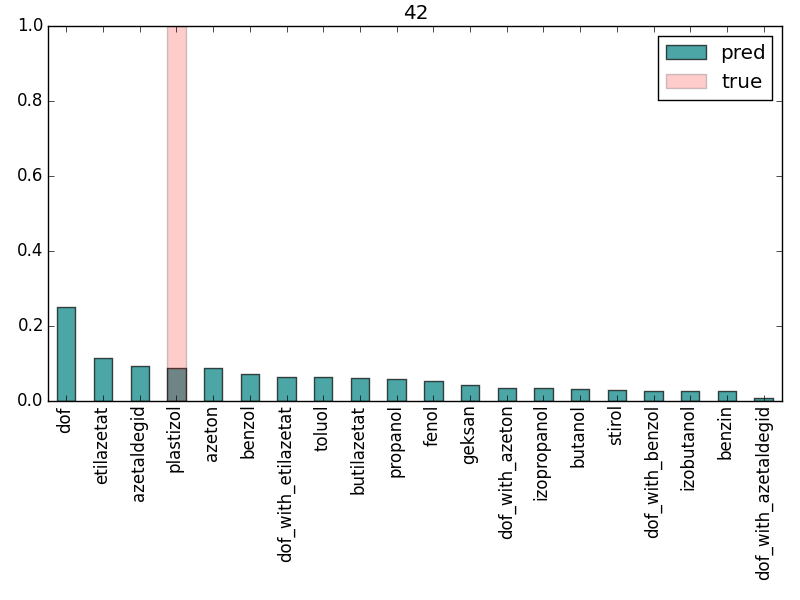 42
1.0
0.8
0.6
0.4
0.2
0.0
pred
true
dof
etilazetat
azetaldegid
plastizol
azeton
benzol
dof_with_etilazetat
toluol
butilazetat
propanol
fenol
geksan
dof_with_azeton
izopropanol
butanol
stirol
dof_with_benzol
izobutanol
benzin
dof_with_azetaldegid